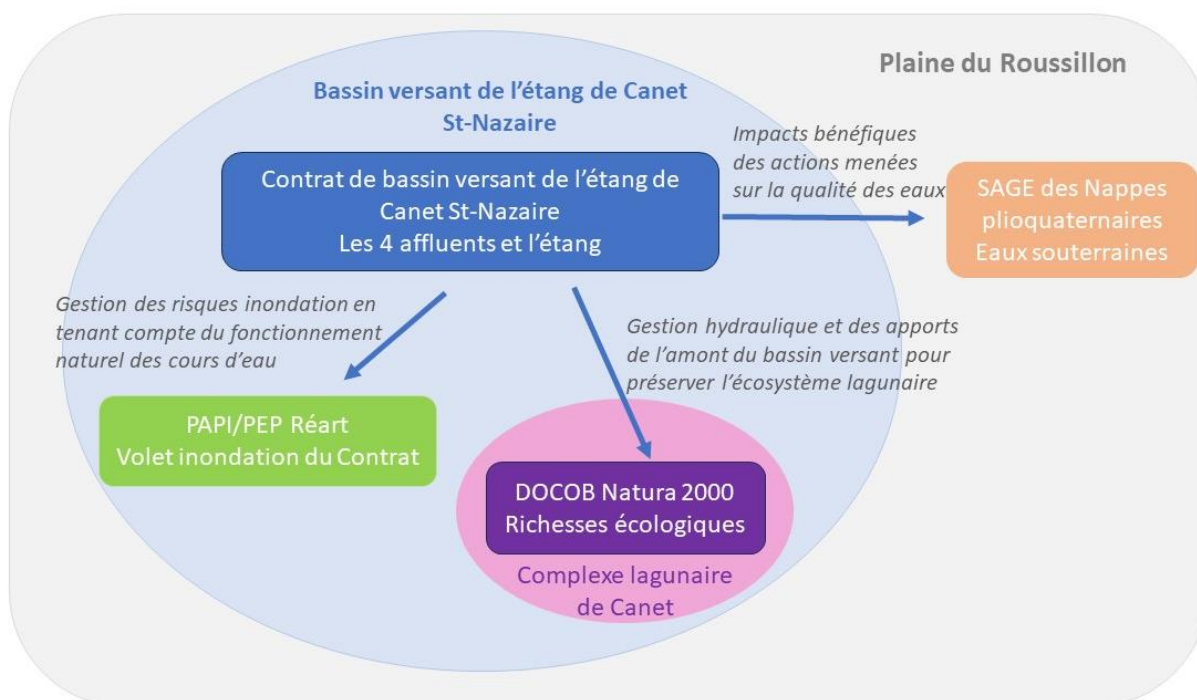 Plaine du Roussillon
Bassin versant de l’étang de Canet
St-Nazaire
Contrat de bassin versant de l’étang de
Canet St-Nazaire
Les 4 affluents et l’étang
Impacts bénéfiques
des actions menées
sur la qualité des eaux
SAGE des Nappes
plioquaternaires
Eaux souterraines
Gestion des risques inondation en
tenant compte du fonctionnement
naturel des cours d’eau
Gestion hydraulique et des apports
de l’amont du bassin versant pour
préserver l’écosystème lagunaire
PAPI/PEP Réart
Volet inondation du Contrat
DOCOB Natura 2000
Richesses écologiques
Complexe lagunaire
de Canet